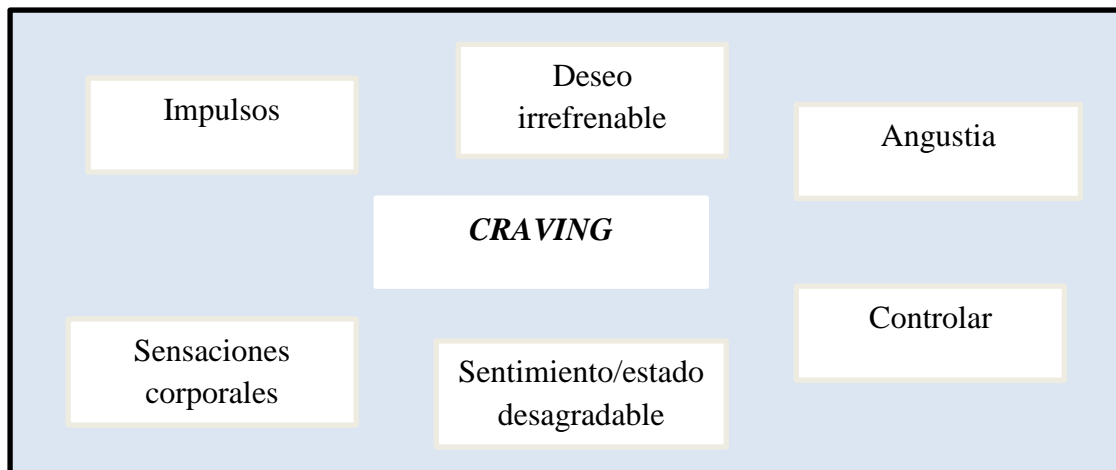 Impulsos
Deseo
irrefrenable
Angustia
CRAVING
Controlar
Sensaciones
corporales
Sentimiento/estado
desagradable